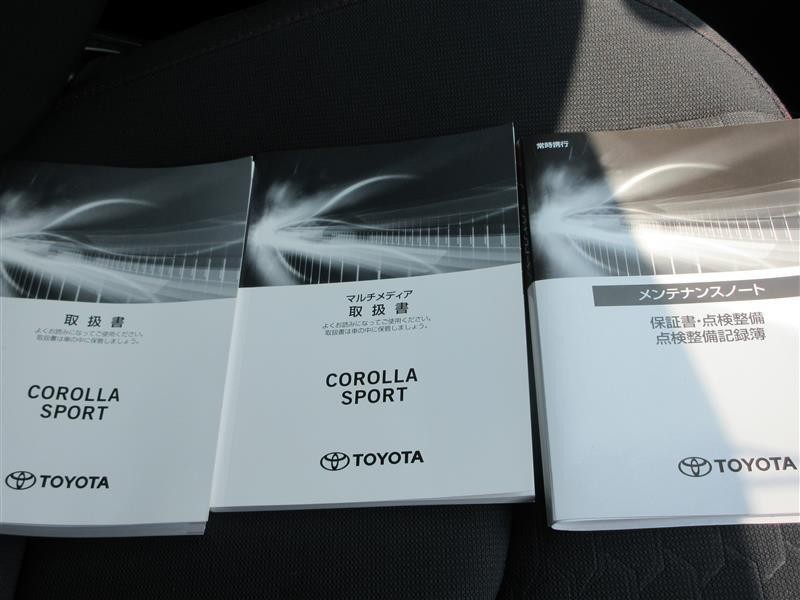 取扱書
よくお読みになってご使用ください。
取扱書は車の中に保管しましょう。
COROLLA
SPORT
TOYOTA
マルチメディア
取扱書
よくお読みになってご使用ください。
取扱書は車の中に保管しましょう。
COROLLA
SPORT
TOYOTA
常時携行
メンテナンスノート
保証書・点検整備
点検整備記録簿
TOYOTA